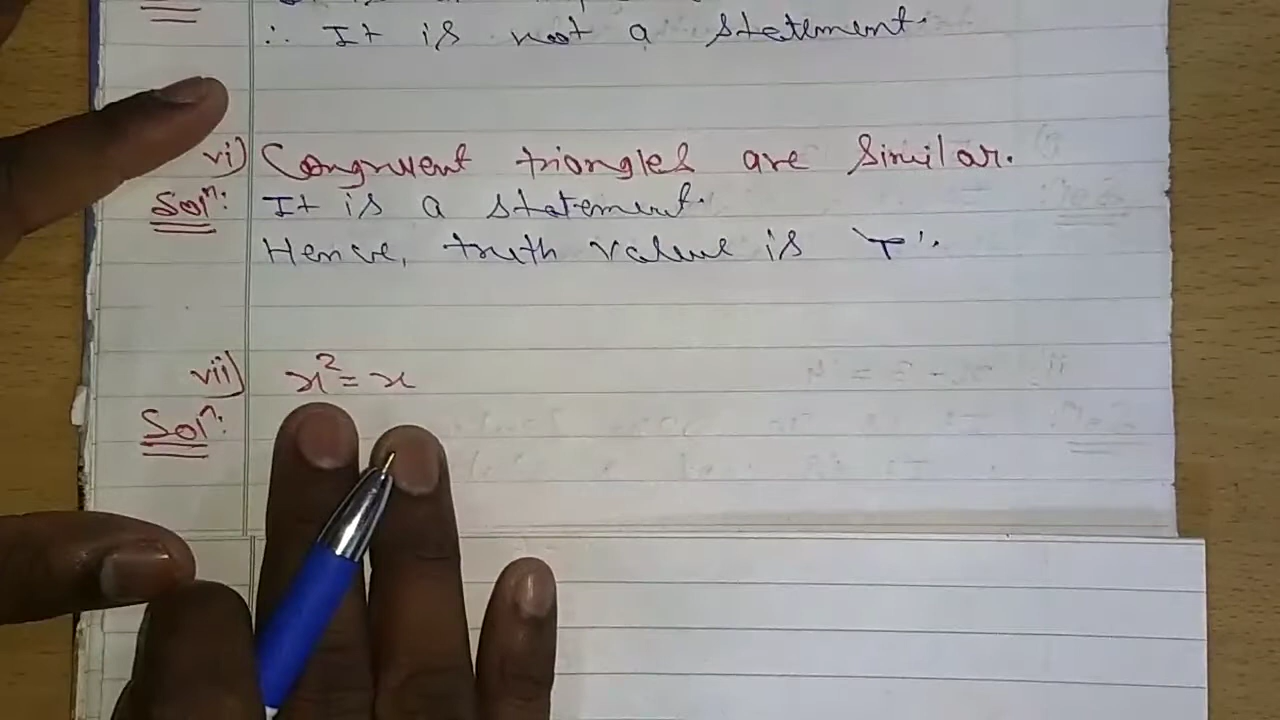 ∴ It is not a statement.
vi) Congruent triangles are similar.
Solⁿ: It is a statement.
Hence, truth value is 'T'.
vii) x² = x
Solⁿ: